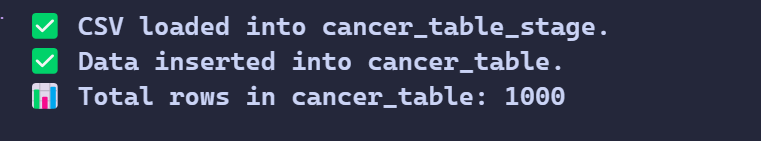 ✅ CSV loaded into cancer_table_stage.
✅ Data inserted into cancer_table.
📊 Total rows in cancer_table: 1000